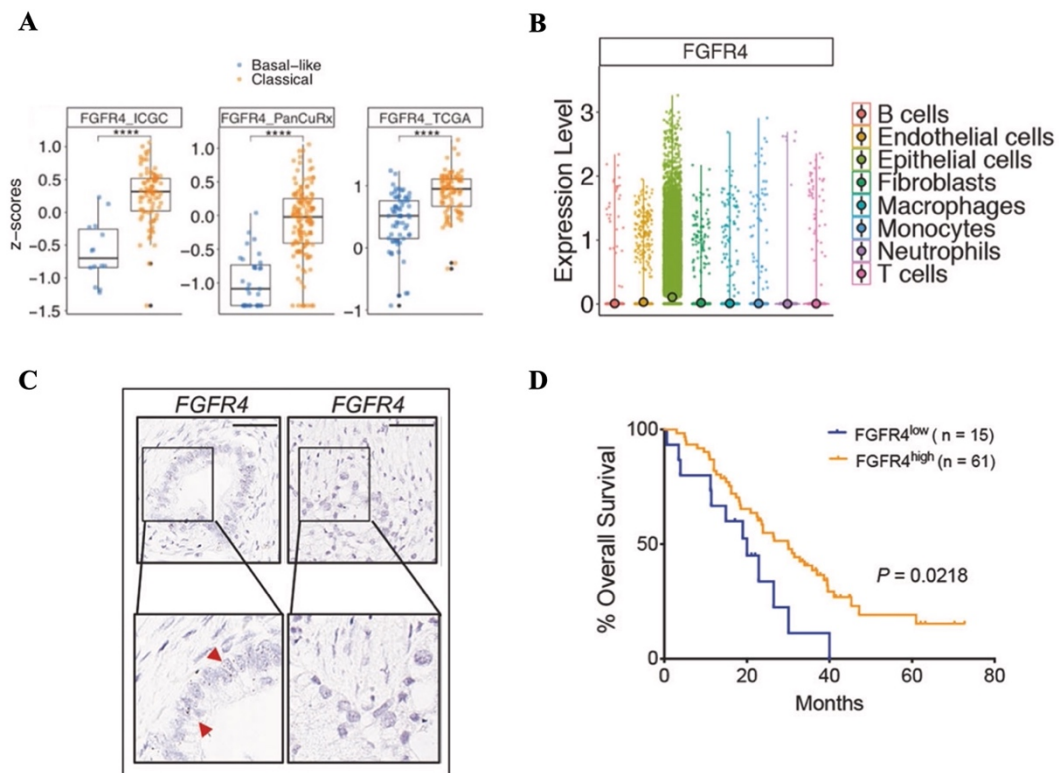 A
Basal-like
Classical
FGFR4_ICGC
FGFR4_PanCuRx
FGFR4_TCGA
****
****
****
z-scores
1.0
0.5
0.0
−0.5
−1.0
−1.5
1.0
0.5
0.0
−0.5
−1.0
1
0
−1
B
FGFR4
Expression Level
3
2
1
0
B cells
Endothelial cells
Epithelial cells
Fibroblasts
Macrophages
Monocytes
Neutrophils
T cells
C
FGFR4
FGFR4
D
% Overall Survival
100
50
0
0
20
40
60
80
Months
FGFR4low ( n = 15)
FGFR4high (n = 61)
P = 0.0218